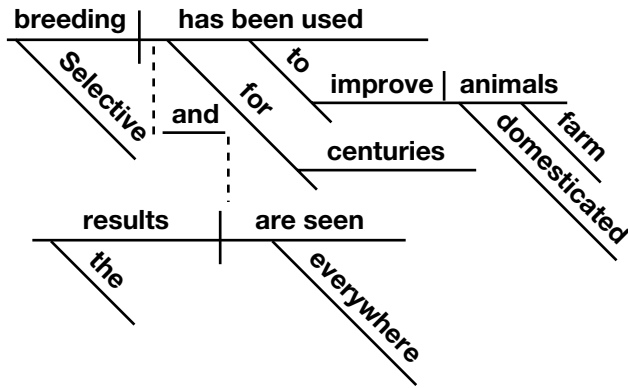 breeding has been used
Selective
to
improve animals
for
and
farm
domesticated
centuries
results are seen
the
everywhere